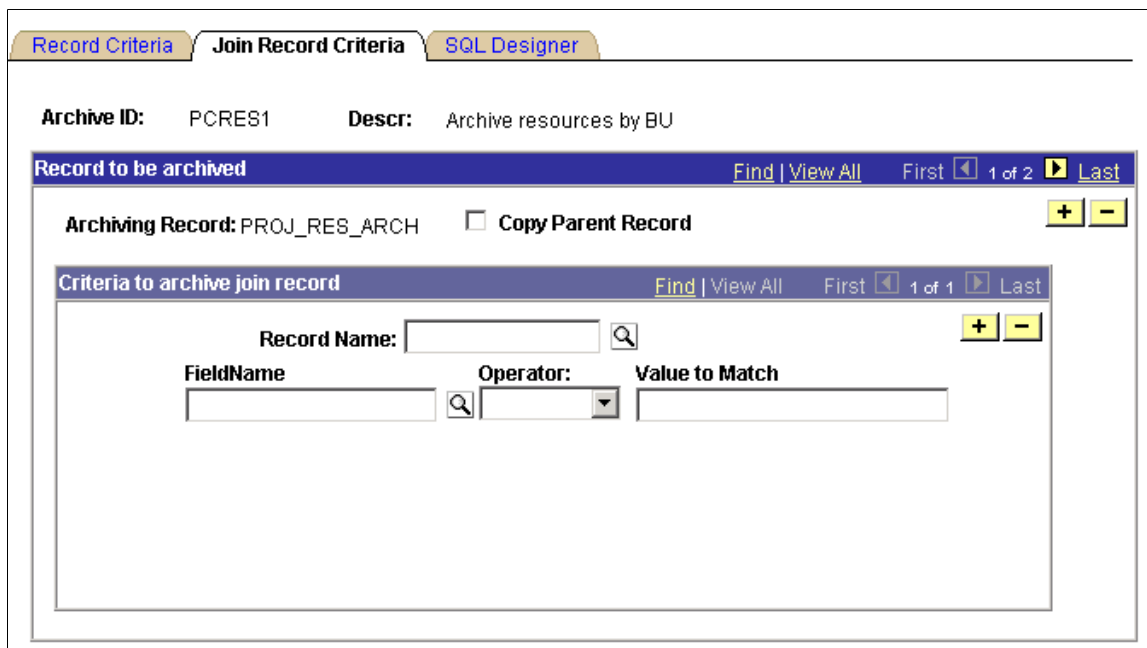 Record Criteria Join Record Criteria SQL Designer
Archive ID: PCRES1 Descr: Archive resources by BU
Record to be archived Find | View All First 1 of 2 Last
Archiving Record: PROJ_RES_ARCH Copy Parent Record + −
Criteria to archive join record Find | View All First 1 of 1 Last
Record Name: + −
FieldName Operator: Value to Match